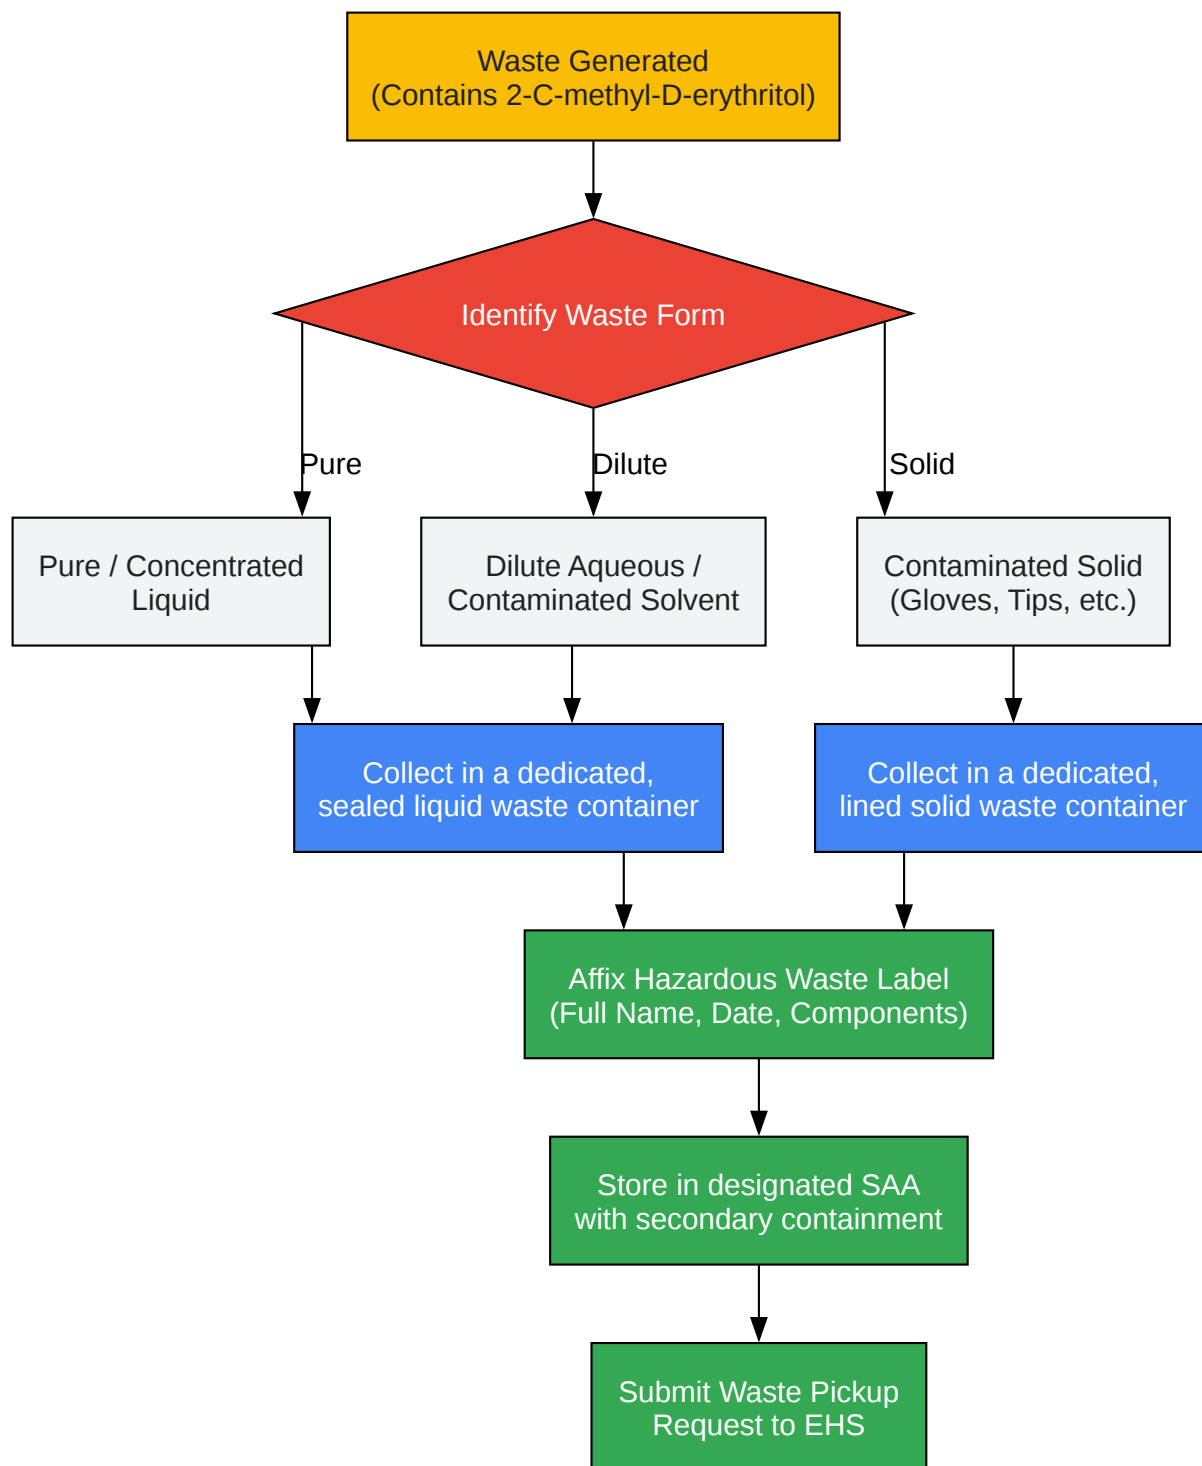 Waste Generated
(Contains 2-C-methyl-D-erythritol)
Identify Waste Form
Pure
Dilute
Solid
Pure / Concentrated
Liquid
Dilute Aqueous /
Contaminated Solvent
Contaminated Solid
(Gloves, Tips, etc.)
Collect in a dedicated,
sealed liquid waste container
Collect in a dedicated,
lined solid waste container
Affix Hazardous Waste Label
(Full Name, Date, Components)
Store in designated SAA
with secondary containment
Submit Waste Pickup
Request to EHS